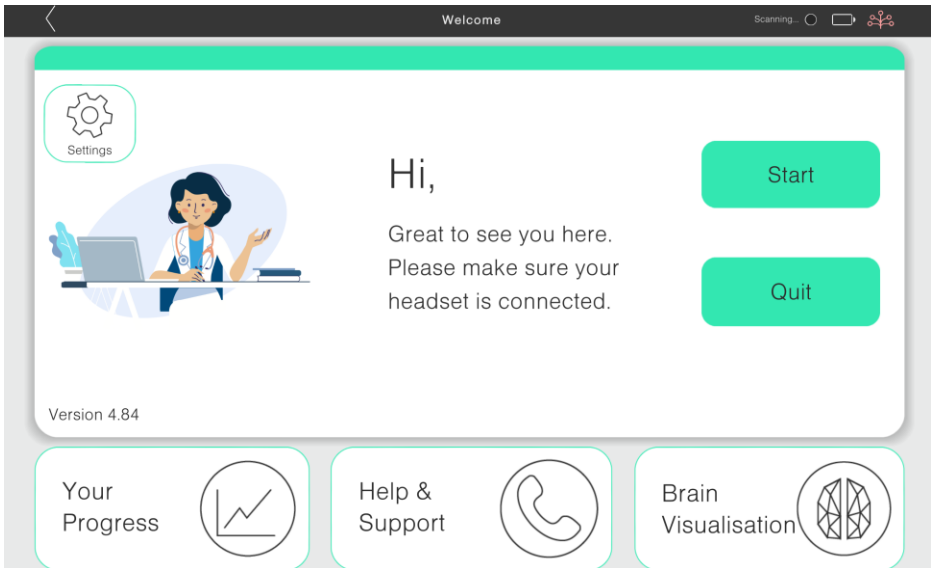 Welcome
Scanning...
Settings
Hi,
Great to see you here.
Please make sure your
headset is connected.
Start
Quit
Version 4.84
Your
Progress
Help &
Support
Brain
Visualisation